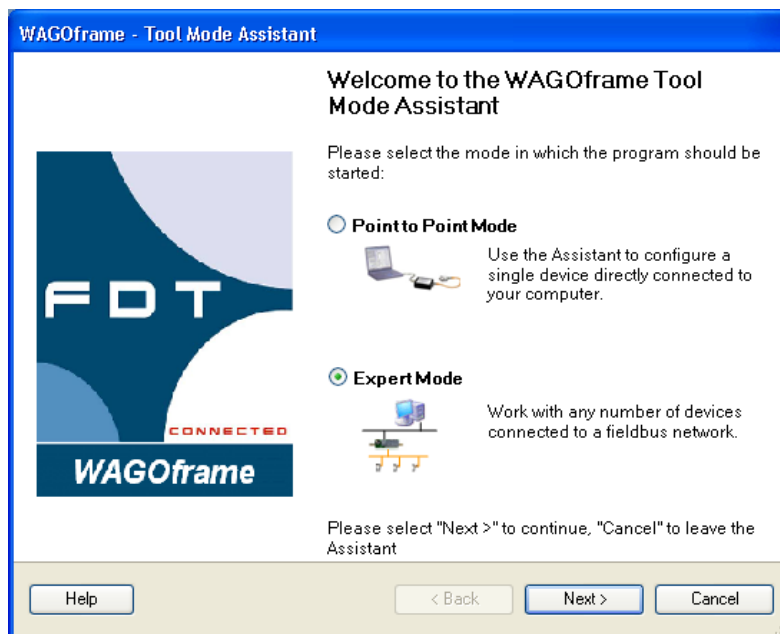 WAGOframe - Tool Mode Assistant
Welcome to the WAGOframe Tool
Mode Assistant
Please select the mode in which the program should be
started:
Point to Point Mode
Use the Assistant to configure a
single device directly connected to
your computer.
FDT
Expert Mode
Work with any number of devices
connected to a fieldbus network.
CONNECTED
WAGOframe
Please select "Next >" to continue, "Cancel" to leave the
Assistant
Help
< Back
Next >
Cancel